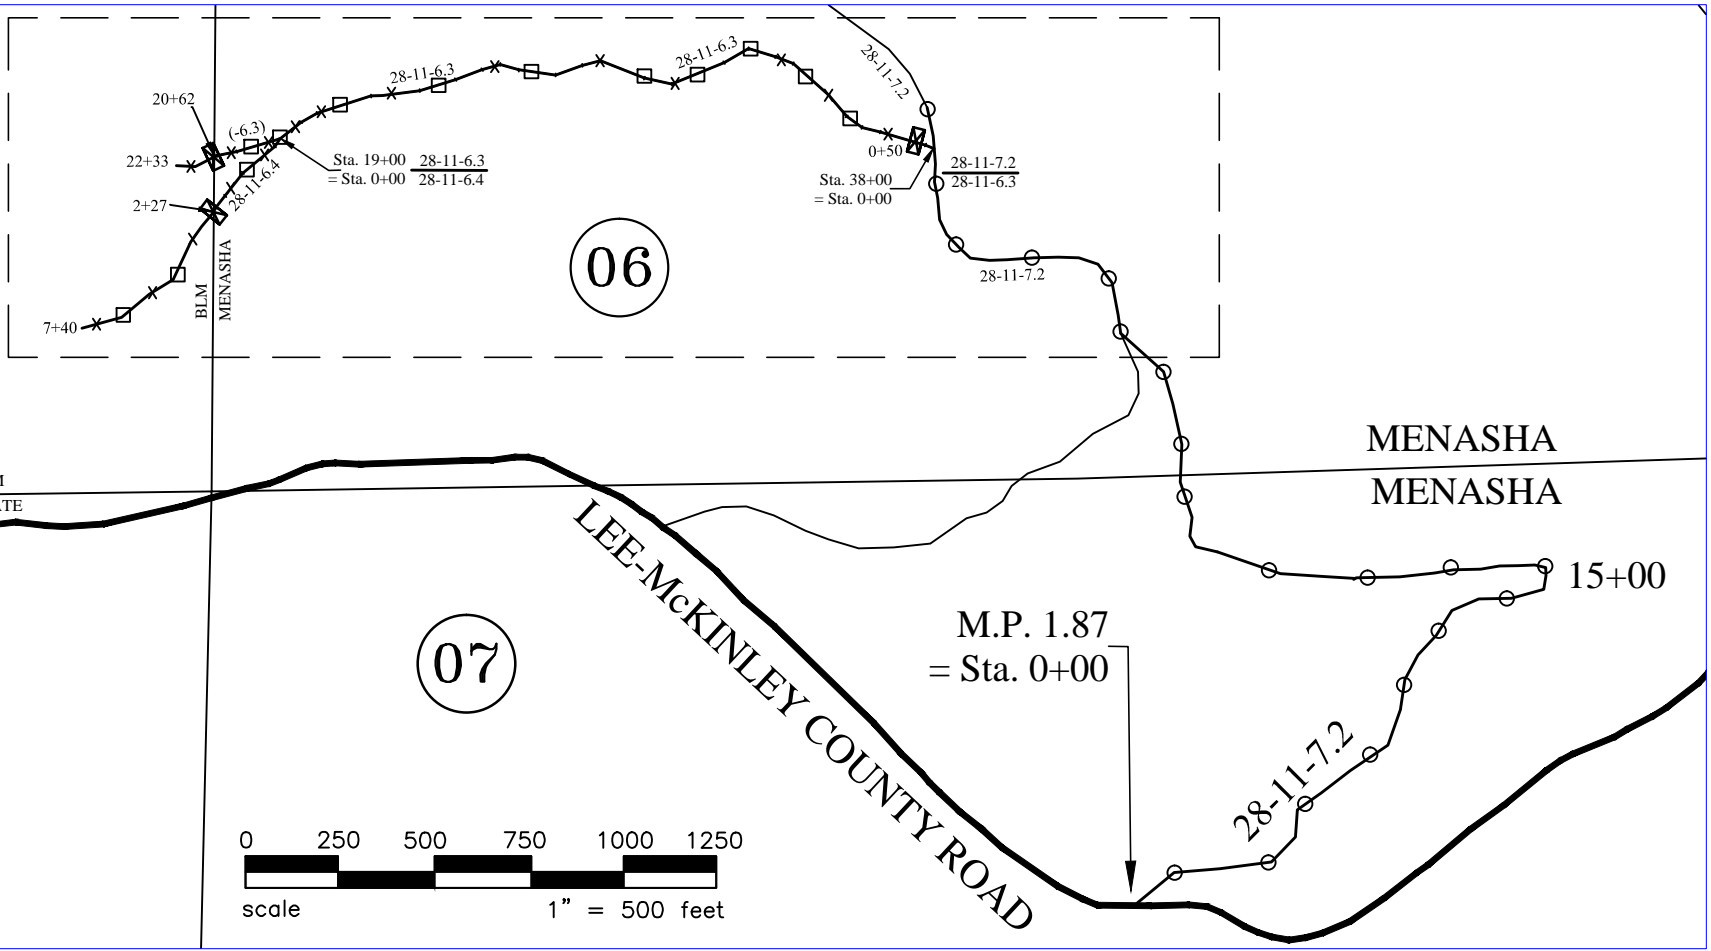 28-11-6.3
28-11-6.3
28-11-7.2
20+62
(-6.3)
22+33
28-11-6.4
Sta. 19+00
= Sta. 0+00
28-11-6.3
28-11-6.4
0+50
28-11-7.2
28-11-6.3
Sta. 38+00
= Sta. 0+00
2+27
BLM
MENASHA
06
28-11-7.2
7+40
MENASHA
MENASHA
TE
LEE-McKINLEY COUNTY ROAD
15+00
M.P. 1.87
= Sta. 0+00
07
28-11-7.2
0 250 500 750 1000 1250
scale 1" = 500 feet